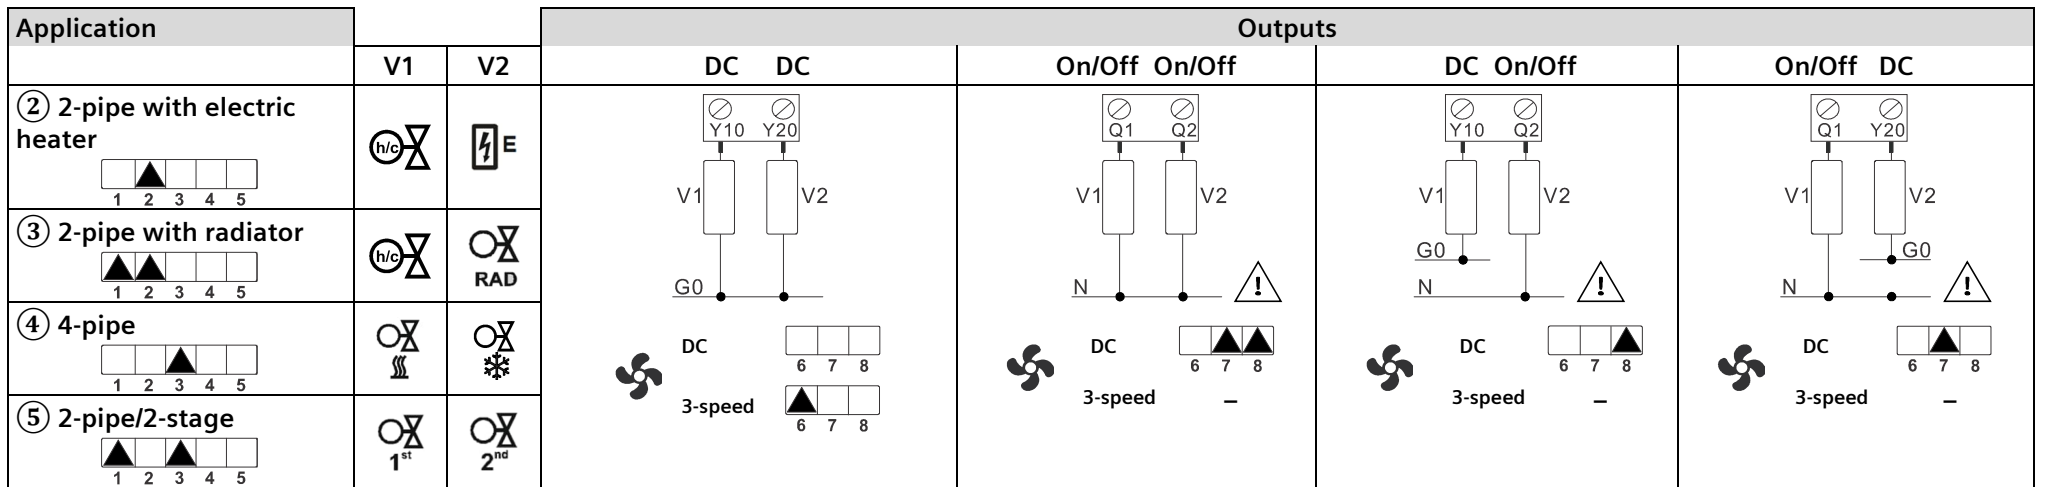 Application
Outputs
V1 V2
DC DC
On/Off On/Off
DC On/Off
On/Off DC
② 2-pipe with electric
heater
1 2 3 4 5
h/c
E
③ 2-pipe with radiator
1 2 3 4 5
h/c
RAD
④ 4-pipe
1 2 3 4 5
⑤ 2-pipe/2-stage
1 2 3 4 5
1st
2nd
Y10 Y20
V1 V2
G0
DC
6 7 8
3-speed
6 7 8
Q1 Q2
V1 V2
N
!
DC
6 7 8
3-speed –
Y10 Q2
V1 V2
G0
N
!
DC
6 7 8
3-speed –
Q1 Y20
V1 V2
G0
N
!
DC
6 7 8
3-speed –